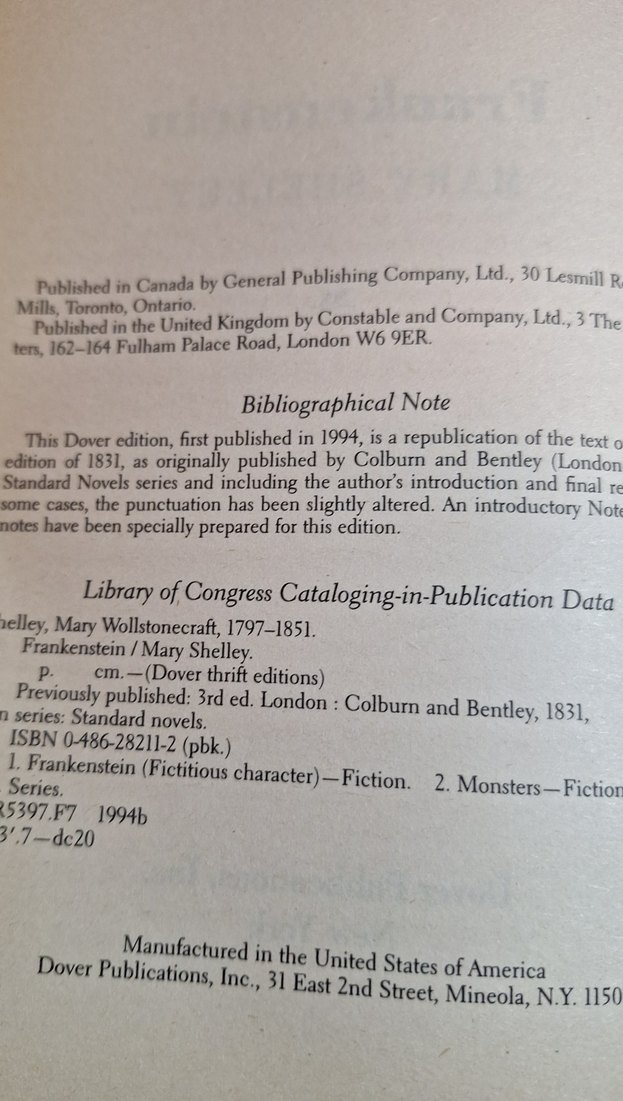 Published in Canada by General Publishing Company, Ltd., 30 Lesmill
Mills, Toronto, Ontario.
Published in the United Kingdom by Constable and Company, Ltd., 3 The
ters, 162–164 Fulham Palace Road, London W6 9ER.
Bibliographical Note
This Dover edition, first published in 1994, is a republication of the text
edition of 1831, as originally published by Colburn and Bentley (London
Standard Novels series and including the author's introduction and final re
some cases, the punctuation has been slightly altered. An introductory Note
notes have been specially prepared for this edition.
Library of Congress Cataloging-in-Publication Data
helley, Mary Wollstonecraft, 1797–1851.
Frankenstein / Mary Shelley.
p. cm.—(Dover thrift editions)
Previously published: 3rd ed. London : Colburn and Bentley, 1831,
n series: Standard novels.
ISBN 0-486-28211-2 (pbk.)
1. Frankenstein (Fictitious character)—Fiction. 2. Monsters—Fiction
Series.
R5397.F7 1994b
3′.7—dc20
Manufactured in the United States of America
Dover Publications, Inc., 31 East 2nd Street, Mineola, N.Y. 1150